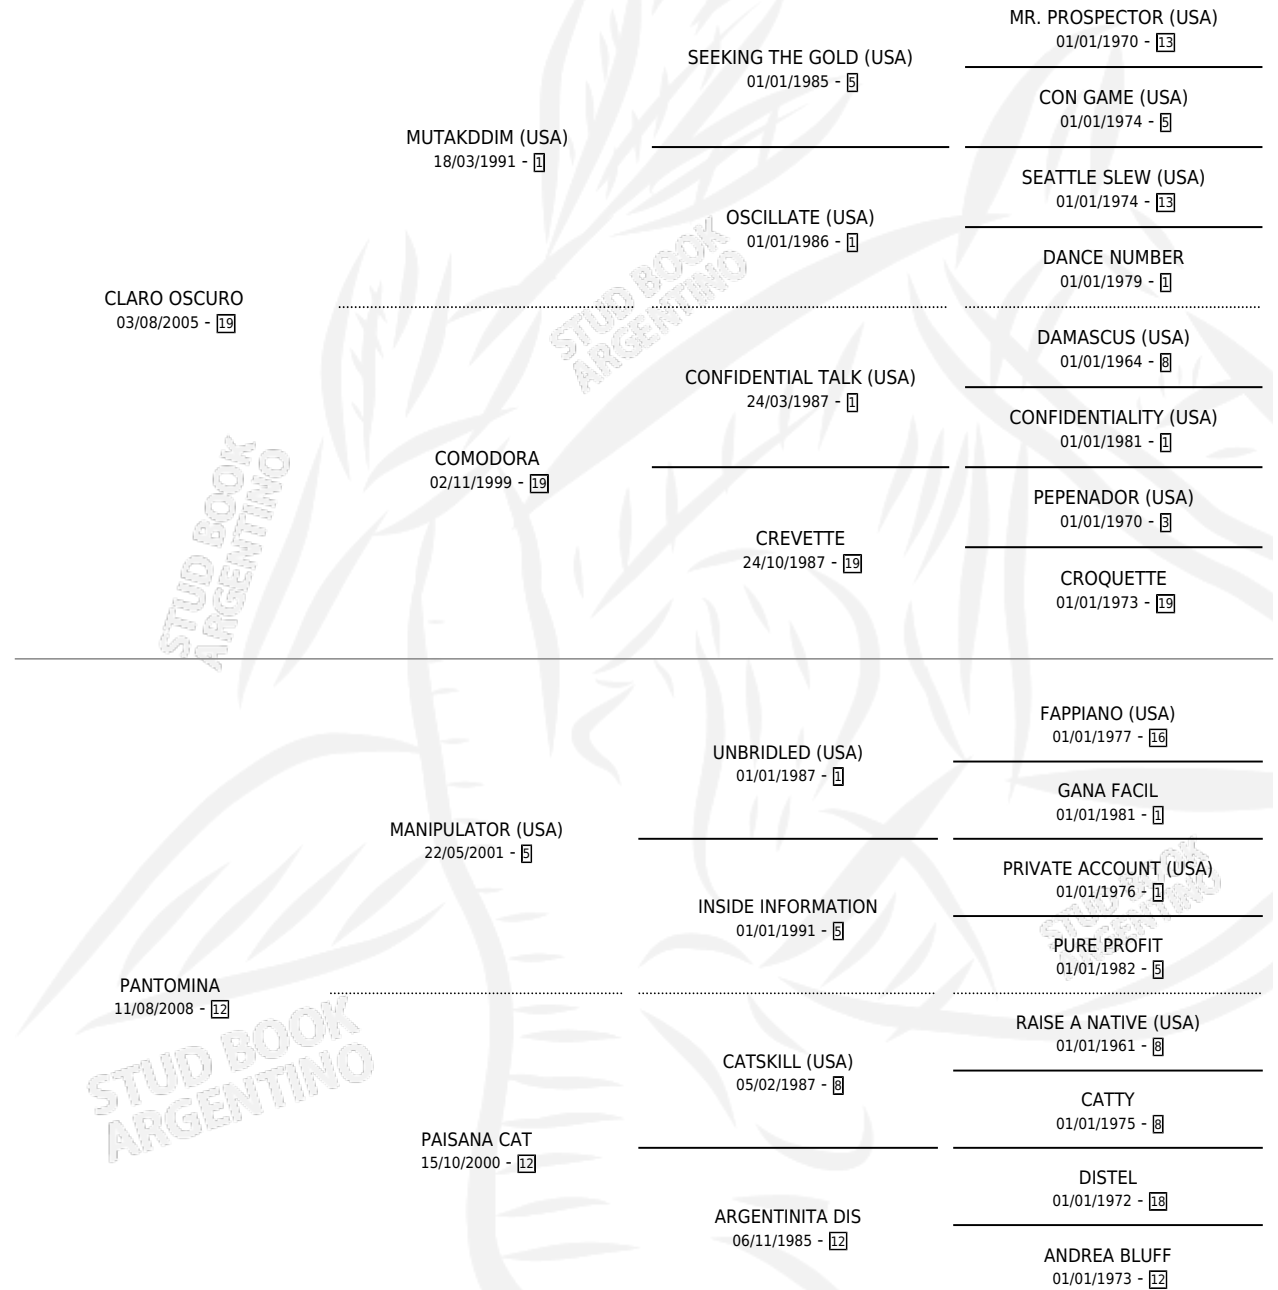 MR. PROSPECTOR (USA)
01/01/1970 - 13
SEEKING THE GOLD (USA)
01/01/1985 - 5
CON GAME (USA)
01/01/1974 - 5
MUTAKDDIM (USA)
18/03/1991 - 1
SEATTLE SLEW (USA)
01/01/1974 - 13
OSCILLATE (USA)
01/01/1986 - 1
DANCE NUMBER
01/01/1979 - 1
CLARO OSCURO
03/08/2005 - 19
STUD BOOK
ARGENTINO
DAMASCUS (USA)
01/01/1964 - 8
CONFIDENTIAL TALK (USA)
24/03/1987 - 1
CONFIDENTIALITY (USA)
01/01/1981 - 1
COMODORA
02/11/1999 - 19
PEPENADOR (USA)
01/01/1970 - 3
CREVETTE
24/10/1987 - 19
CROQUETTE
01/01/1973 - 19
STUD BOOK
ARGENTINO
FAPPIANO (USA)
01/01/1977 - 16
UNBRIDLED (USA)
01/01/1987 - 1
GANA FACIL
01/01/1981 - 1
MANIPULATOR (USA)
22/05/2001 - 5
PRIVATE ACCOUNT (USA)
01/01/1976 - 1
INSIDE INFORMATION
01/01/1991 - 5
STUD BOOK
ARGENTINO
PURE PROFIT
01/01/1982 - 5
PANTOMINA
11/08/2008 - 12
STUD BOOK
ARGENTINO
RAISE A NATIVE (USA)
01/01/1961 - 8
CATSKILL (USA)
05/02/1987 - 8
CATTY
01/01/1975 - 8
PAISANA CAT
15/10/2000 - 12
DISTEL
01/01/1972 - 18
ARGENTINITA DIS
06/11/1985 - 12
ANDREA BLUFF
01/01/1973 - 12